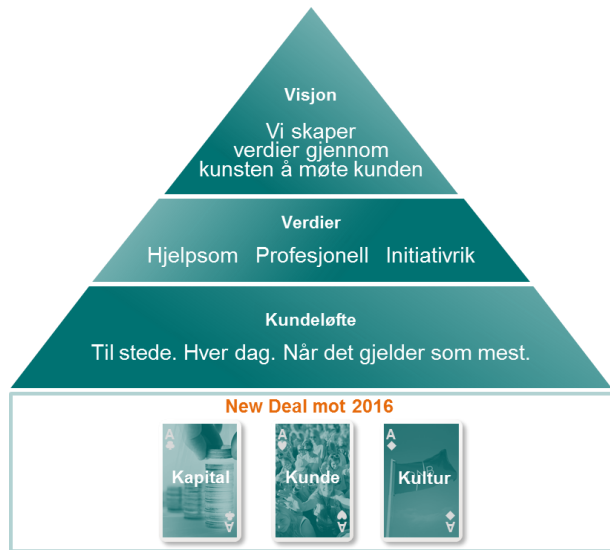 Visjon
Vi skaper
verdier gjennom
kunsten å møte kunden
Verdier
Hjelpsom Profesjonell Initiativrik
Kundeløfte
Til stede. Hver dag. Når det gjelder som mest.
New Deal mot 2016
A A A
Kapital Kunde Kultur
A A A